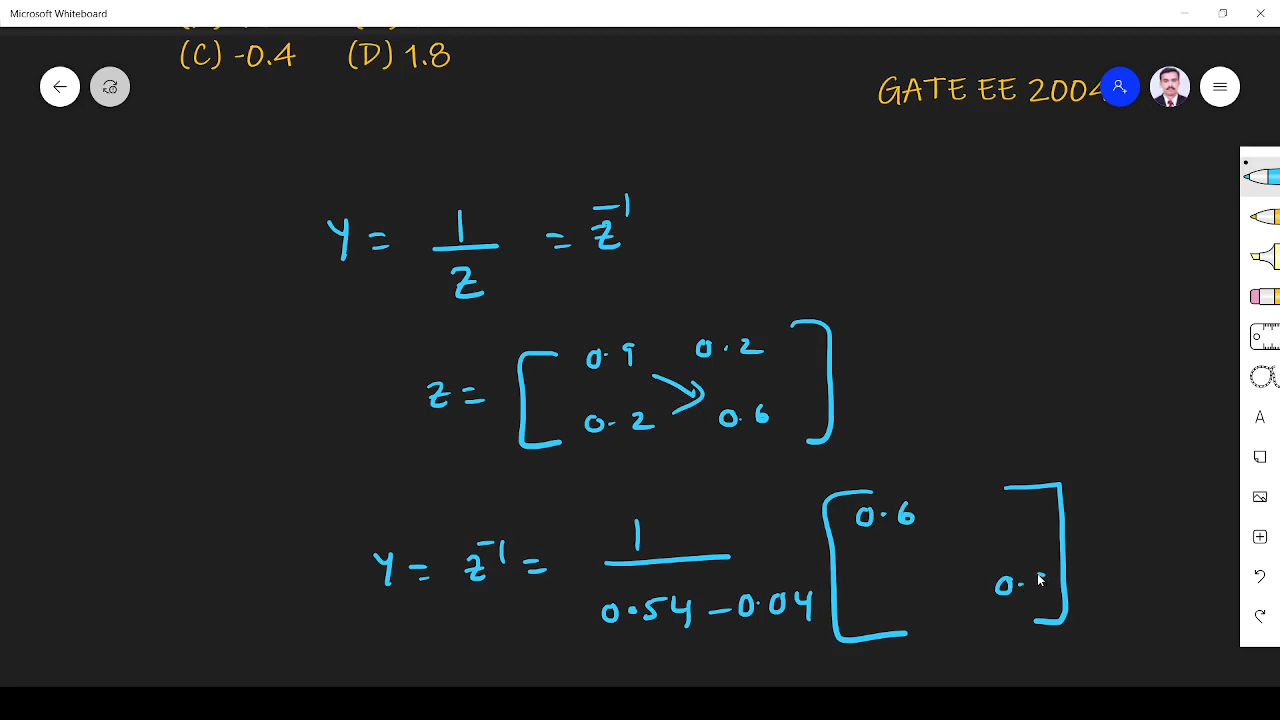 Microsoft Whiteboard
(C) -0.4 (D) 1.8
GATE EE 2004
Y = 1/Z = Z^-1
Z = [ 0.9 0.2
0.2 0.6 ]
Y = Z^-1 = 1/(0.54 - 0.04) [ 0.6
0. ]
A